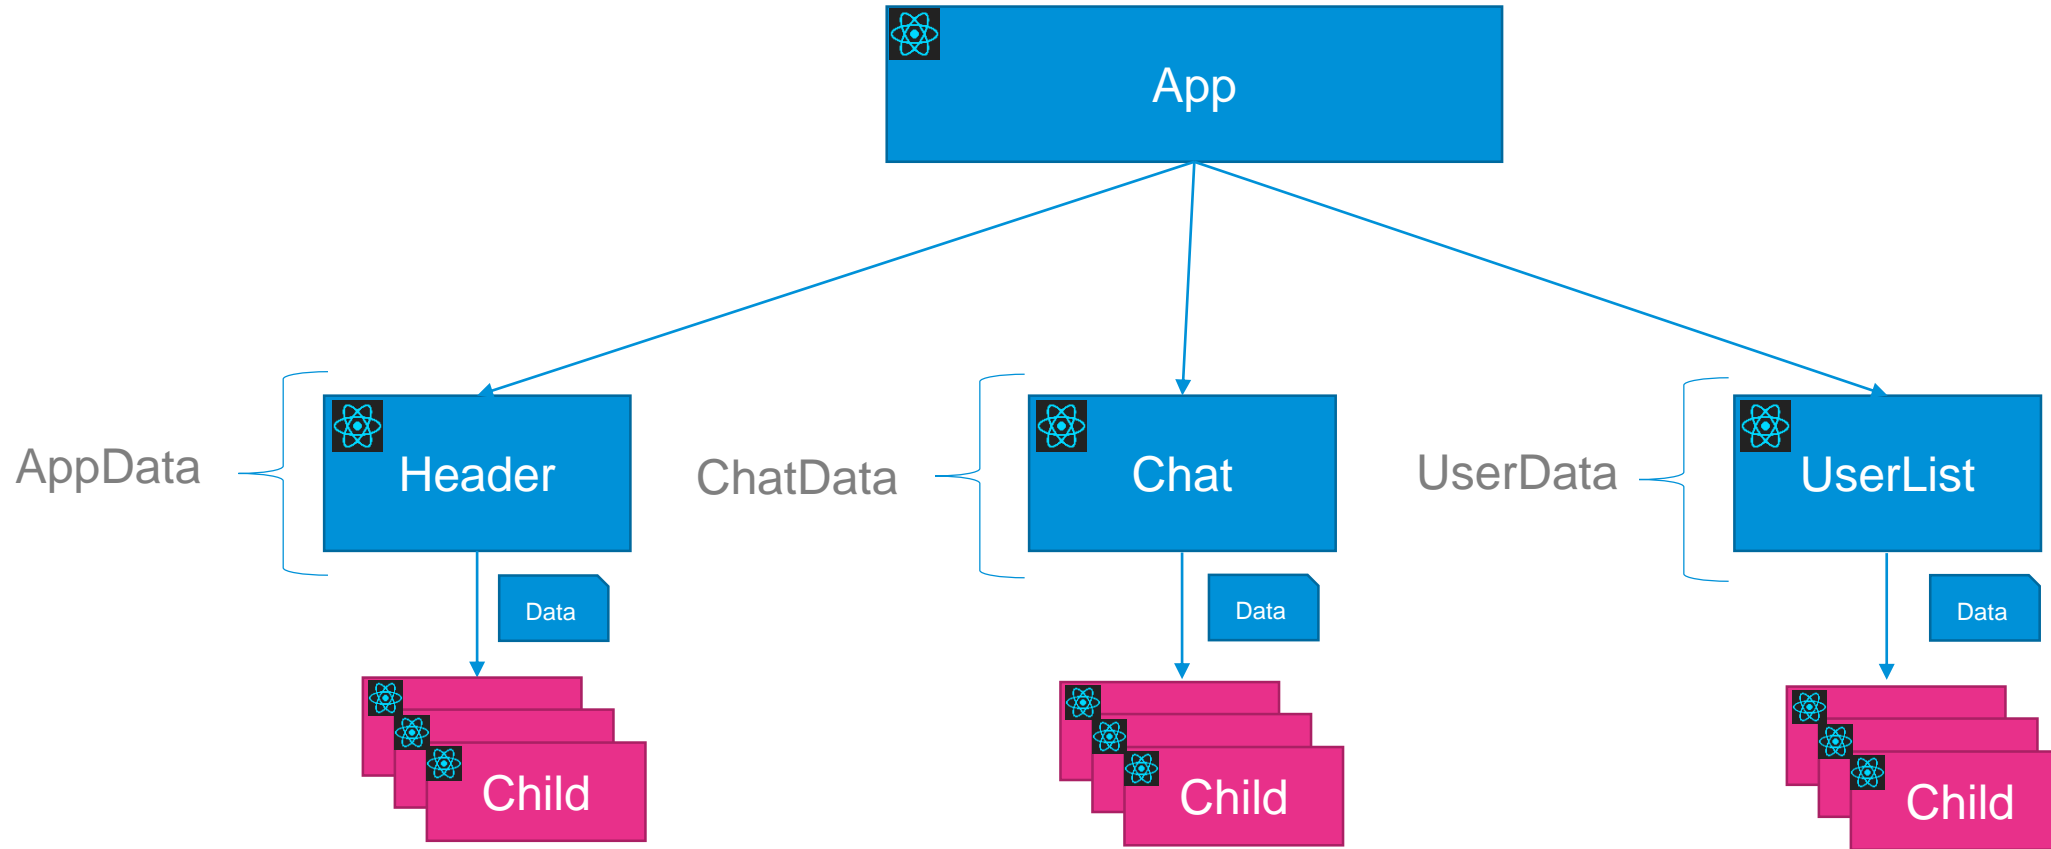 App
AppData
Header
ChatData
Chat
UserData
UserList
Data
Data
Data
Child
Child
Child